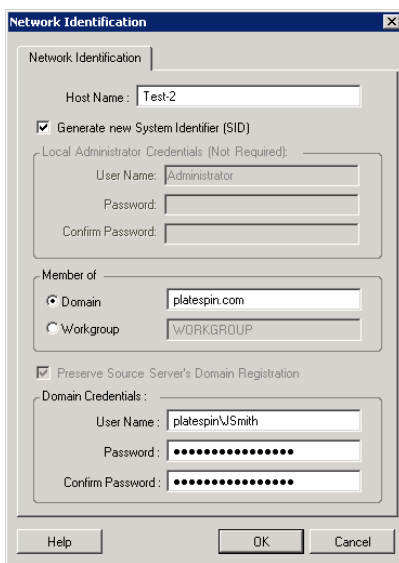 Network Identification
Network Identification
Host Name : Test-2
Generate new System Identifier (SID)
Local Administrator Credentials (Not Required):
User Name: Administrator
Password:
Confirm Password:
Member of
Domain platespin.com
Workgroup WORKGROUP
Preserve Source Server's Domain Registration
Domain Credentials :
User Name : platespin\JSmith
Password : ●●●●●●●●●●●●●●●●
Confirm Password : ●●●●●●●●●●●●●●●●
Help OK Cancel